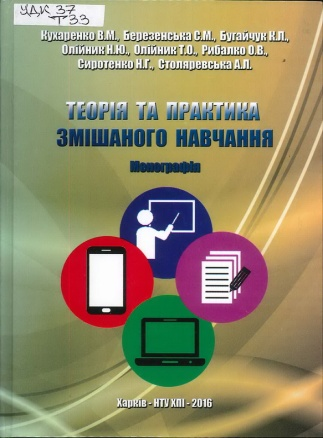 УДК 37
Т33
Кухаренко В.М., Березенська С.М., Бугайчук К.Л.,
Олійник Н.Ю., Олійник Т.О., Рибалко О.В.,
Сиротенко Н.Г., Столяревська А.Л.
ТЕОРІЯ ТА ПРАКТИКА
ЗМІШАНОГО НАВЧАННЯ
Монографія
Харків - НТУ ХПІ - 2016